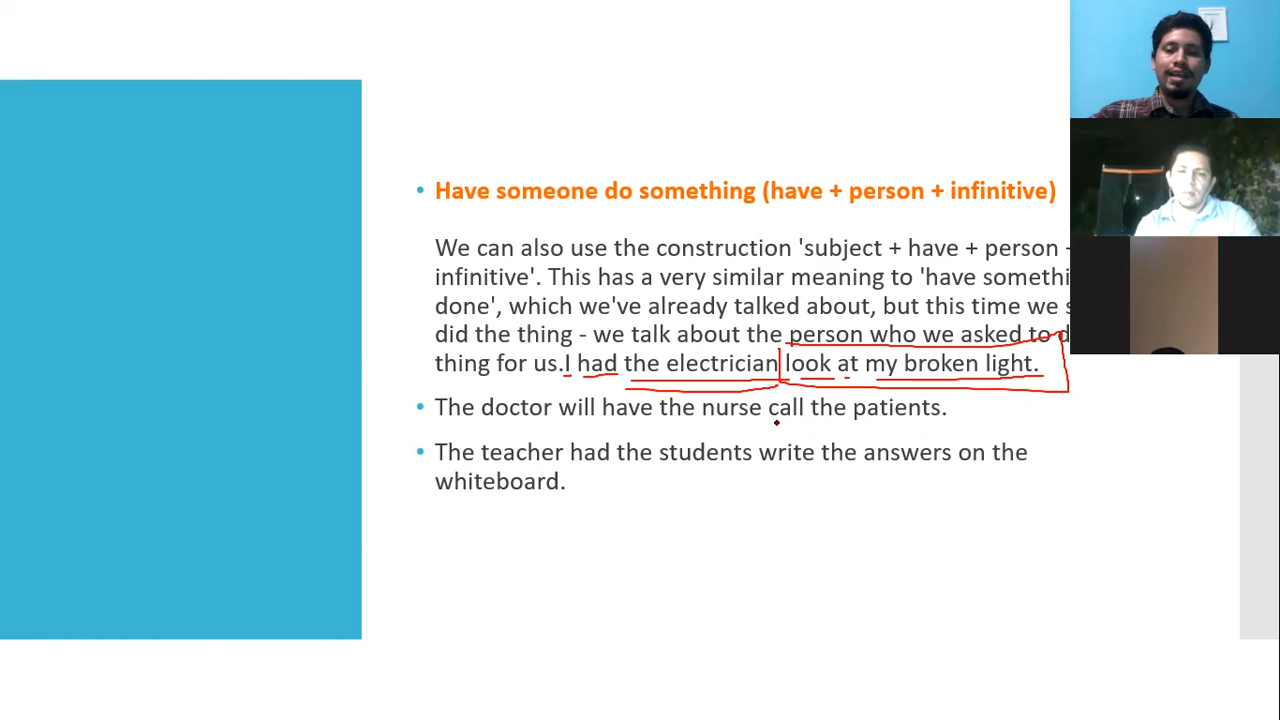 Have someone do something (have + person + infinitive)
We can also use the construction 'subject + have + person
infinitive'. This has a very similar meaning to 'have
done', which we've already talked about, but this time we
did the thing - we talk about the person who we asked to
thing for us.I had the electrician look at my broken light.
The doctor will have the nurse call the patients.
The teacher had the students write the answers on the
whiteboard.